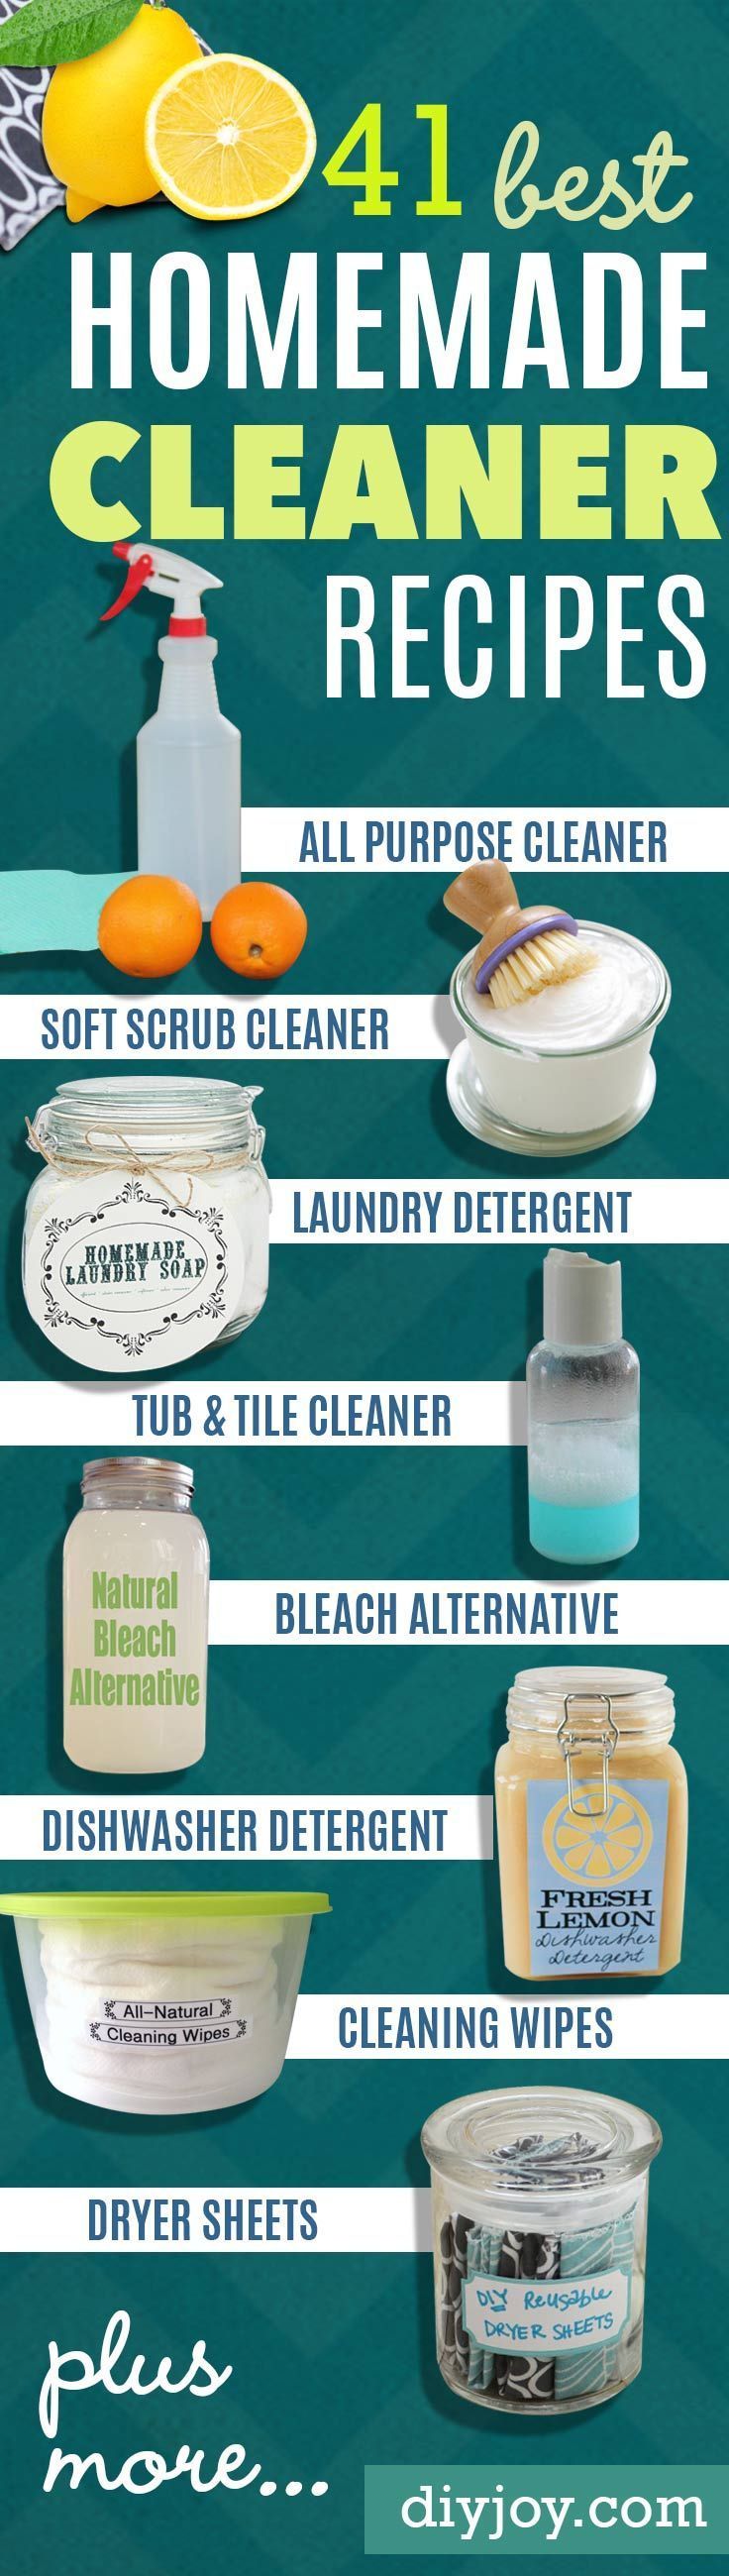 41 best
HOMEMADE
CLEANER
RECIPES
ALL PURPOSE CLEANER
SOFT SCRUB CLEANER
LAUNDRY DETERGENT
HOMEMADE
LAUNDRY SOAP
TUB & TILE CLEANER
Natural
Bleach
Alternative
BLEACH ALTERNATIVE
DISHWASHER DETERGENT
FRESH
LEMON
Dishwasher
Detergent
All-Natural
Cleaning Wipes
CLEANING WIPES
DRYER SHEETS
DIY Reusable
DRYER SHEETS
plus
more...
diyjoy.com